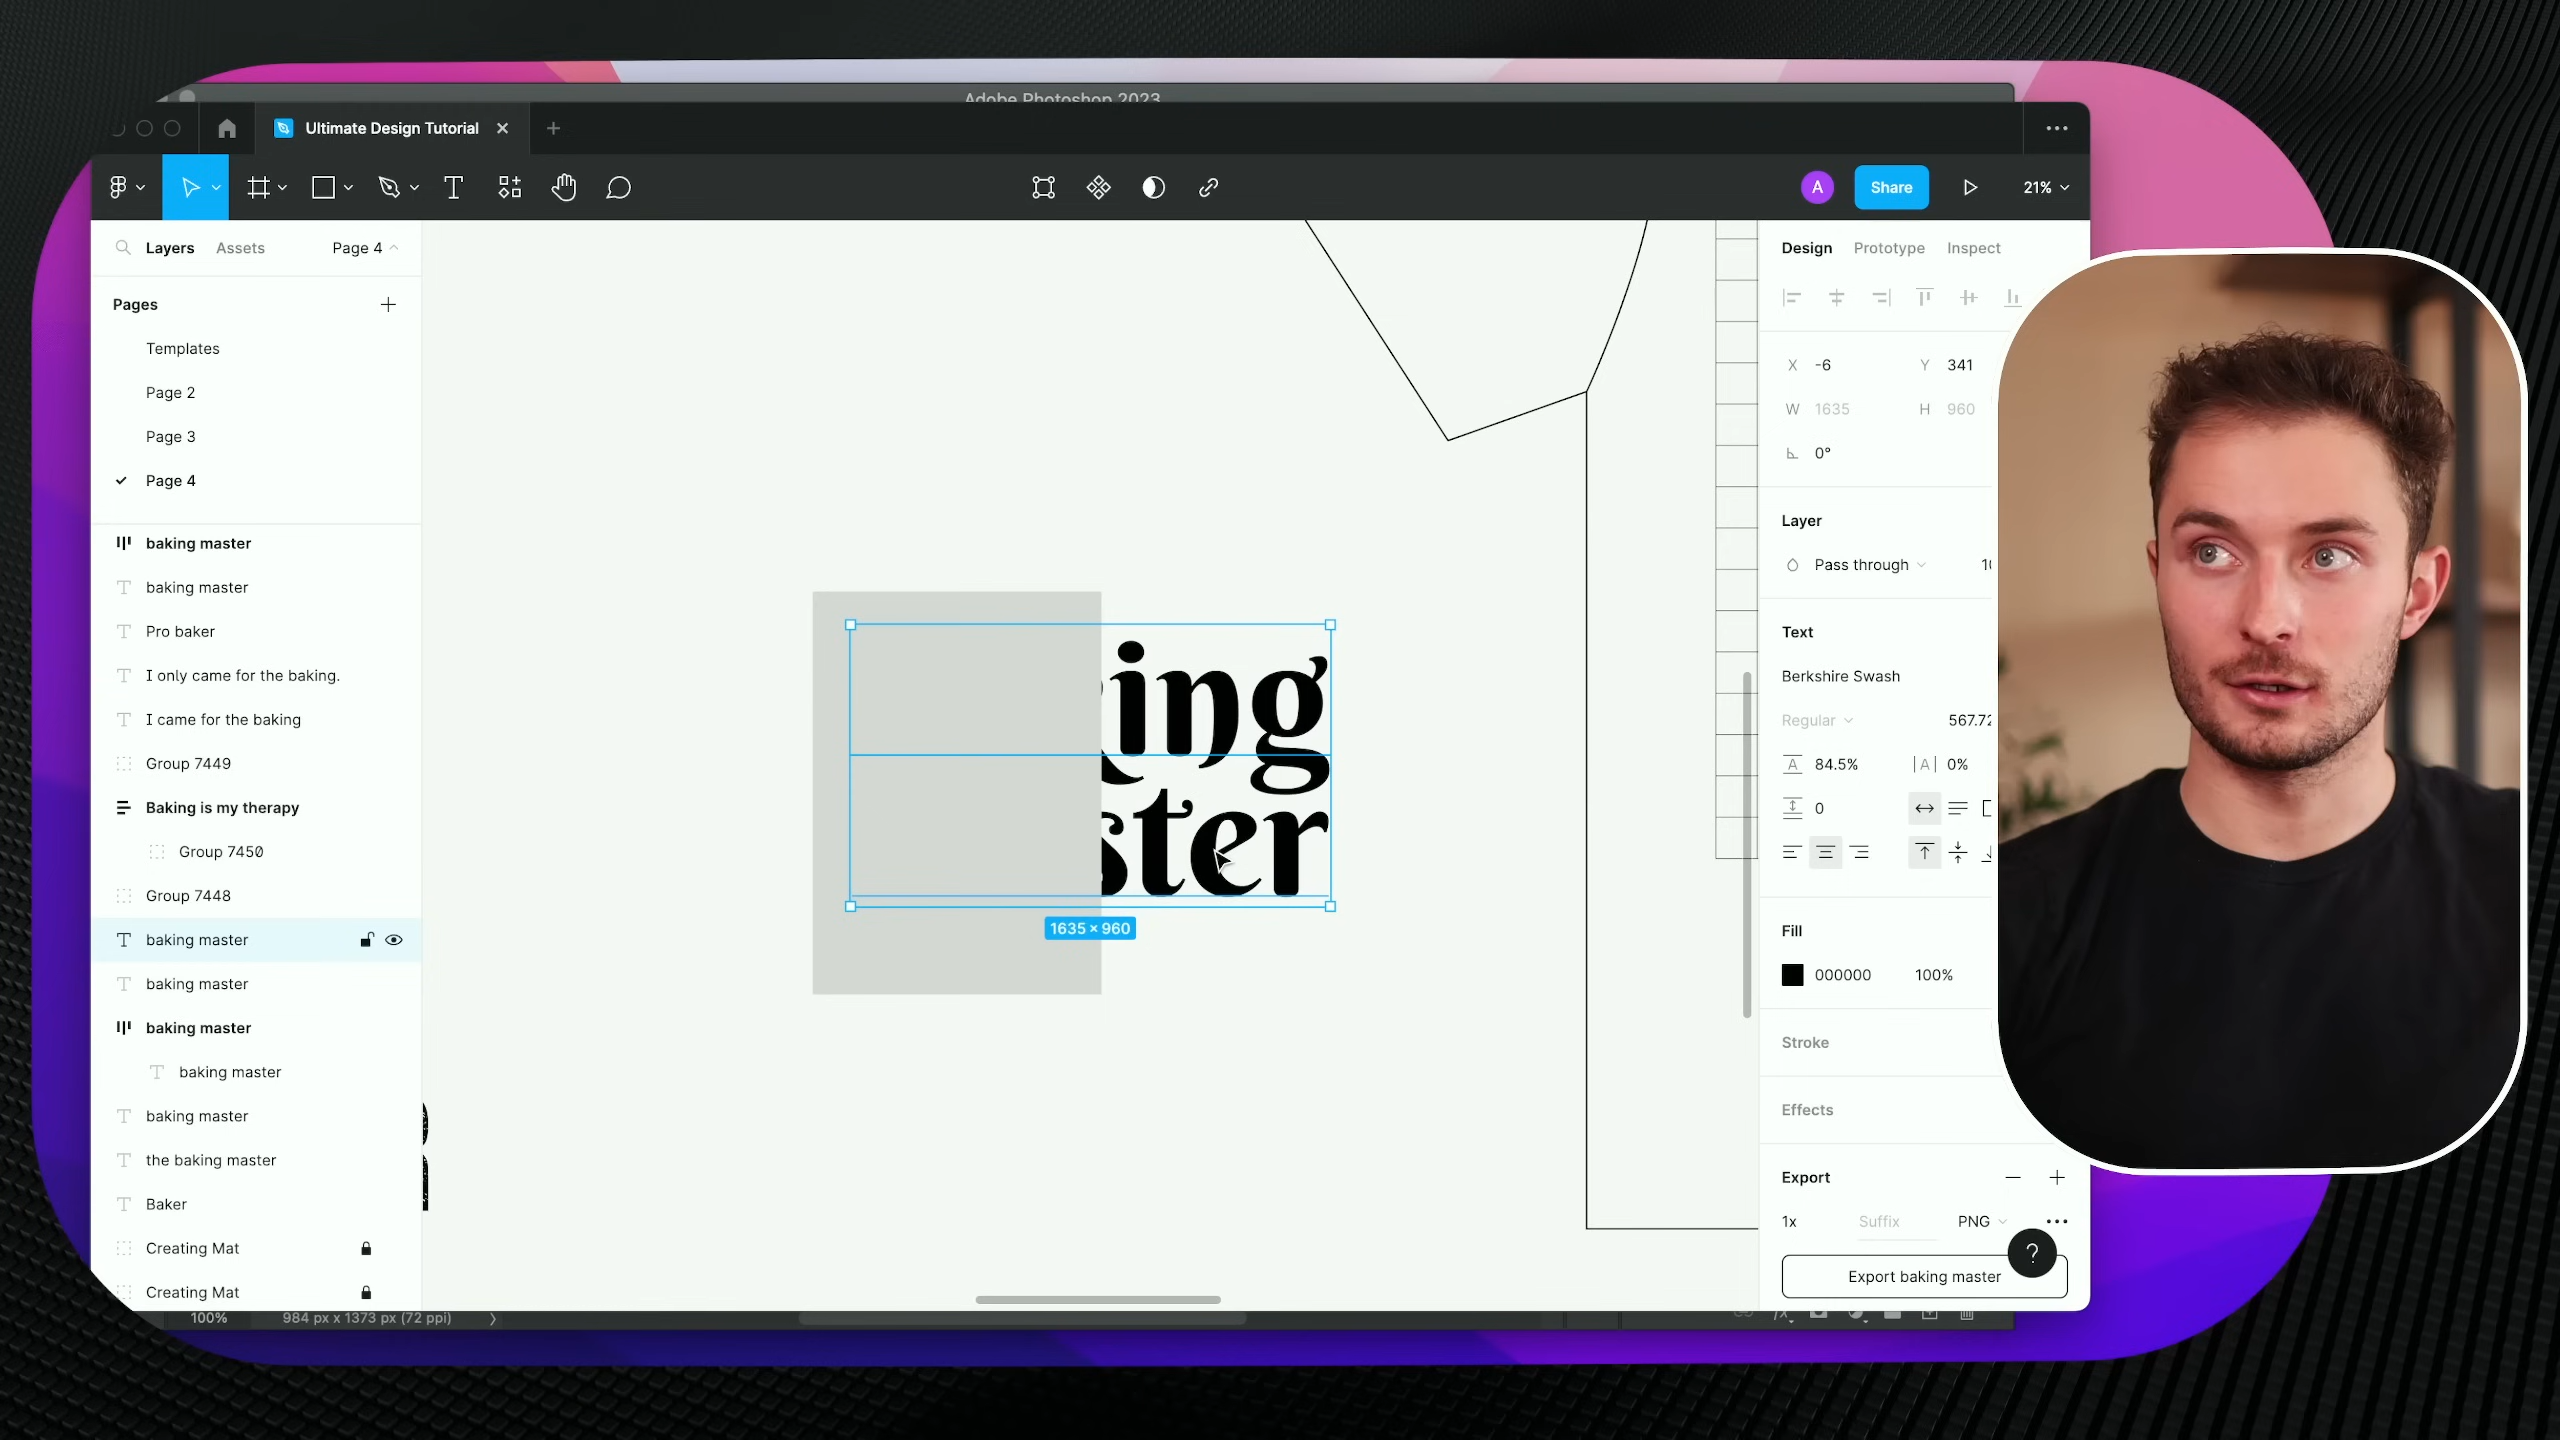 Adobe Photoshop 2023
Ultimate Design Tutorial
A
Share
21%
Layers
Assets
Page 4
Design
Prototype
Inspect
Pages
Templates
Page 2
Page 3
Page 4
X -6
Y 341
W 1635
H 960
0°
Layer
Pass through
baking master
baking master
Pro baker
I only came for the baking.
I came for the baking
Group 7449
Baking is my therapy
Group 7450
Group 7448
baking master
baking master
baking master
baking master
baking master
the baking master
Baker
Creating Mat
Creating Mat
ing
ster
1635 × 960
Text
Berkshire Swash
Regular
567.72
84.5%
|A| 0%
0
Fill
000000 100%
Stroke
Effects
Export
1x
Suffix
PNG
?
Export baking master
100%
984 px x 1373 px (72 ppi)